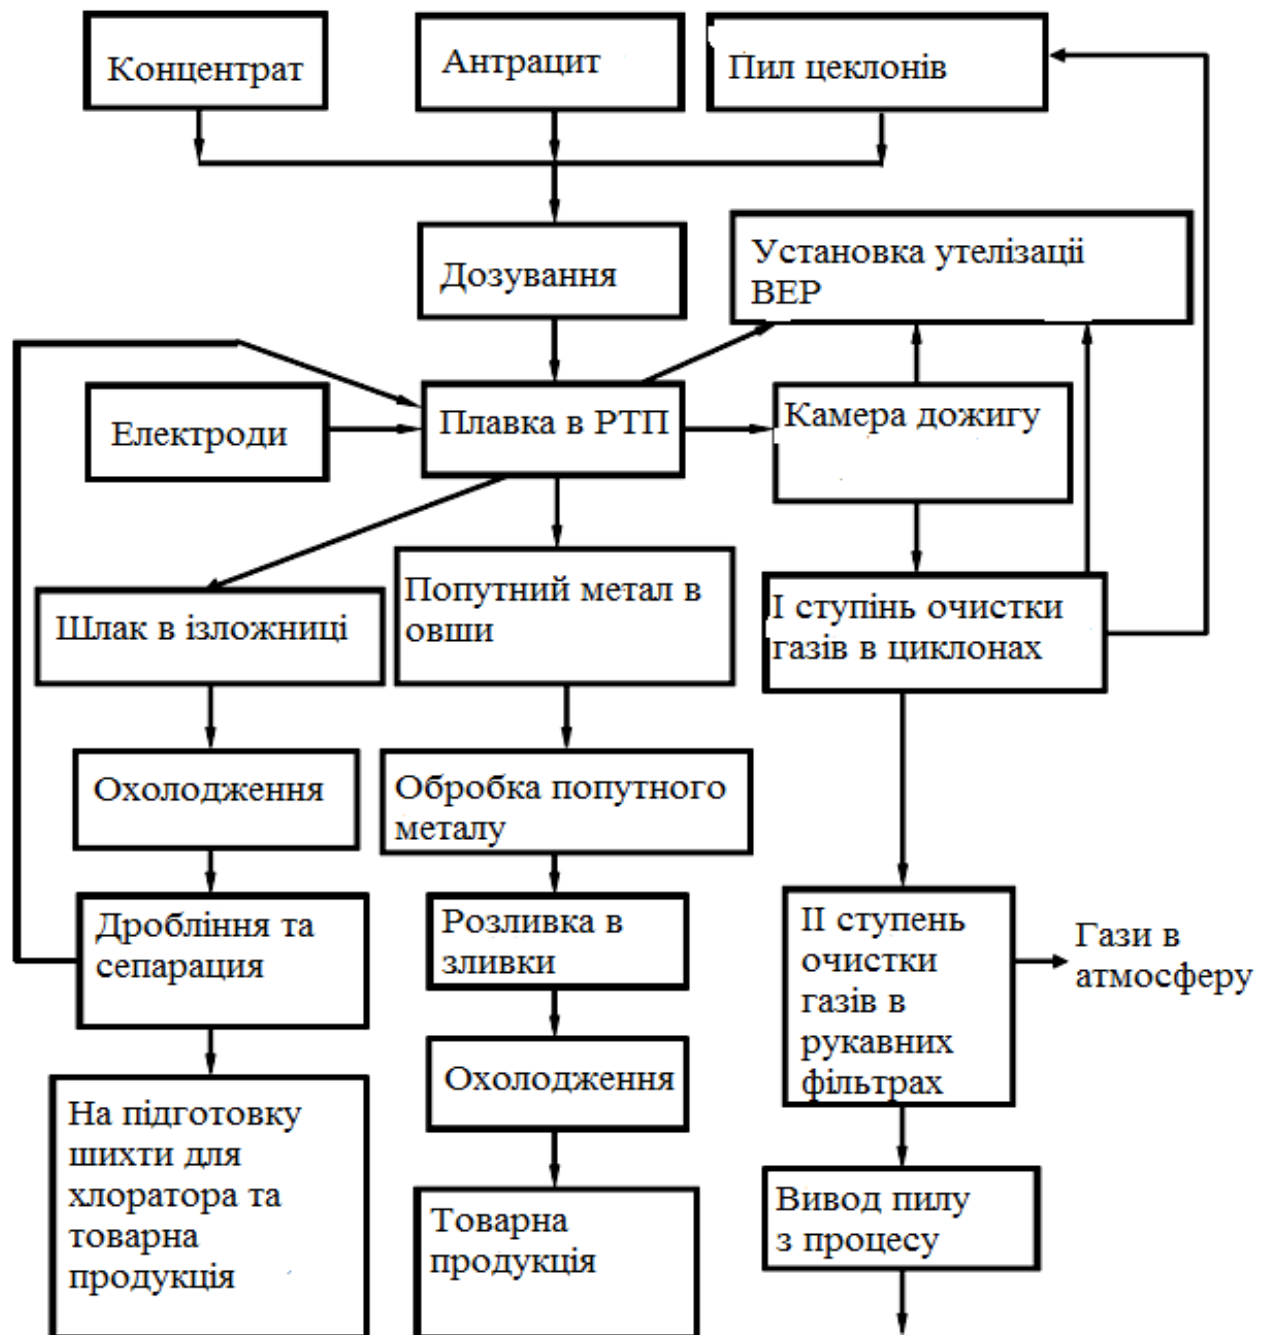 Концентрат
Антрацит
Пил цеклонів
Дозування
Установка утелізації
ВЕР
Електроди
Плавка в РТП
Камера дожигу
Шлак в ізложниці
Попутний метал в
овши
І ступінь очистки
газів в циклонах
Охолодження
Обробка попутного
металу
Дробління та
сепарация
Розливка в
зливки
ІІ ступень
очистки
газів в
рукавних
фільтрах
Гази в
атмосферу
Охолодження
На підготовку
шихти для
хлоратора та
товарна
продукція
Товарна
продукція
Вивод пилу
з процесу